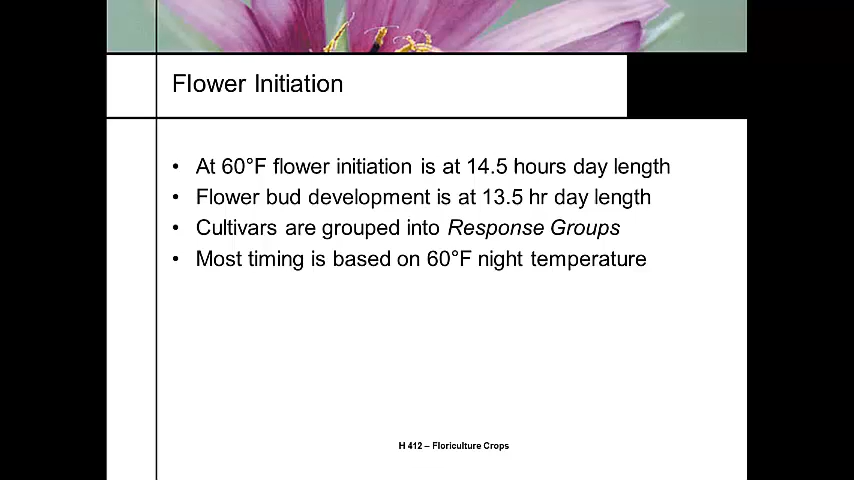 Flower Initiation
• At 60°F flower initiation is at 14.5 hours day length
• Flower bud development is at 13.5 hr day length
• Cultivars are grouped into Response Groups
• Most timing is based on 60°F night temperature
H 412 – Floriculture Crops